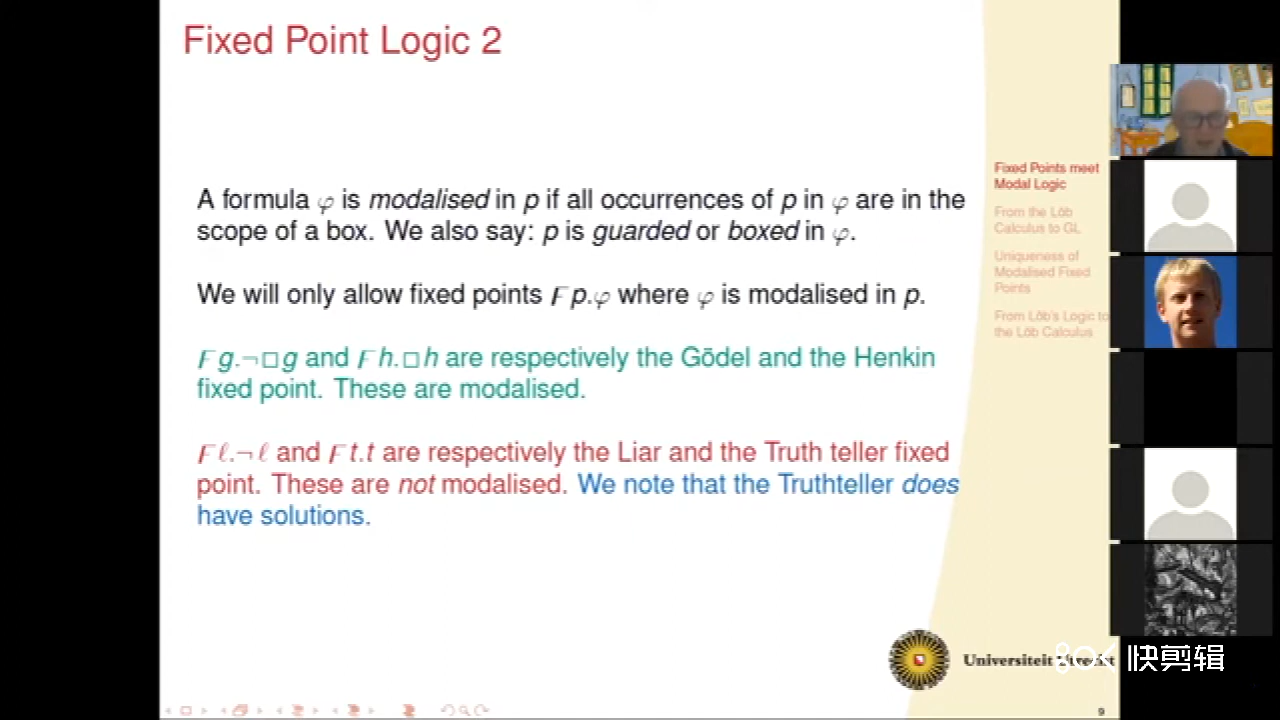 Fixed Point Logic 2
A formula φ is modalised in p if all occurrences of p in φ are in the
scope of a box. We also say: p is guarded or boxed in φ.
We will only allow fixed points Ϝp.φ where φ is modalised in p.
Ϝg.¬□g and Ϝh.□h are respectively the Gödel and the Henkin
fixed point. These are modalised.
Ϝℓ.¬ℓ and Ϝt.t are respectively the Liar and the Truth teller fixed
point. These are not modalised. We note that the Truthteller does
have solutions.
Fixed Points meet
Modal Logic
From the Löb
Calculus to GL
Uniqueness of
Modalised Fixed
Points
From Löb's Logic to
the Löb Calculus
Universiteit Utrecht
快剪辑
9